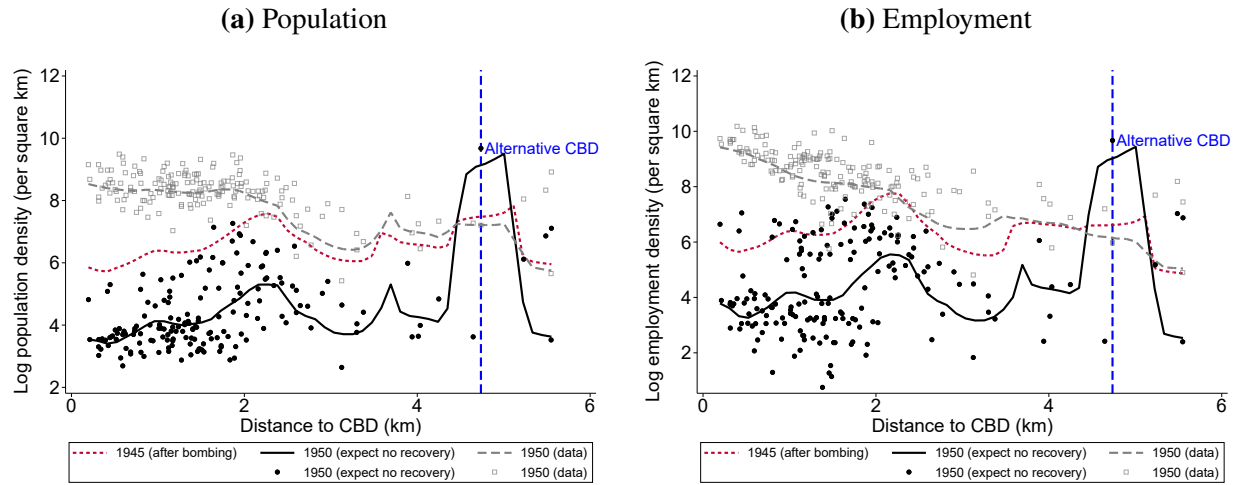 (a) Population
Log population density (per square km)
12
10
8
6
4
2
0
2
4
6
Distance to CBD (km)
Alternative CBD
1945 (after bombing)
1950 (expect no recovery)
1950 (data)
1950 (expect no recovery)
1950 (data)
(b) Employment
Log employment density (per square km)
12
10
8
6
4
2
0
2
4
6
Distance to CBD (km)
Alternative CBD
1945 (after bombing)
1950 (expect no recovery)
1950 (data)
1950 (expect no recovery)
1950 (data)